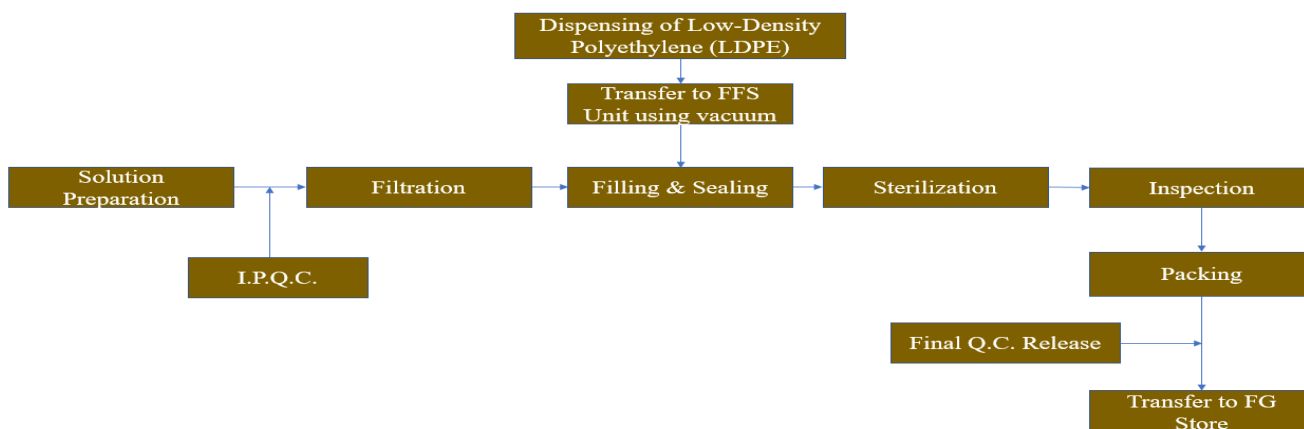 Dispensing of Low-Density
Polyethylene (LDPE)
Transfer to FFS
Unit using vacuum
Solution
Preparation
Filtration
Filling & Sealing
Sterilization
Inspection
I.P.Q.C.
Packing
Final Q.C. Release
Transfer to FG
Store